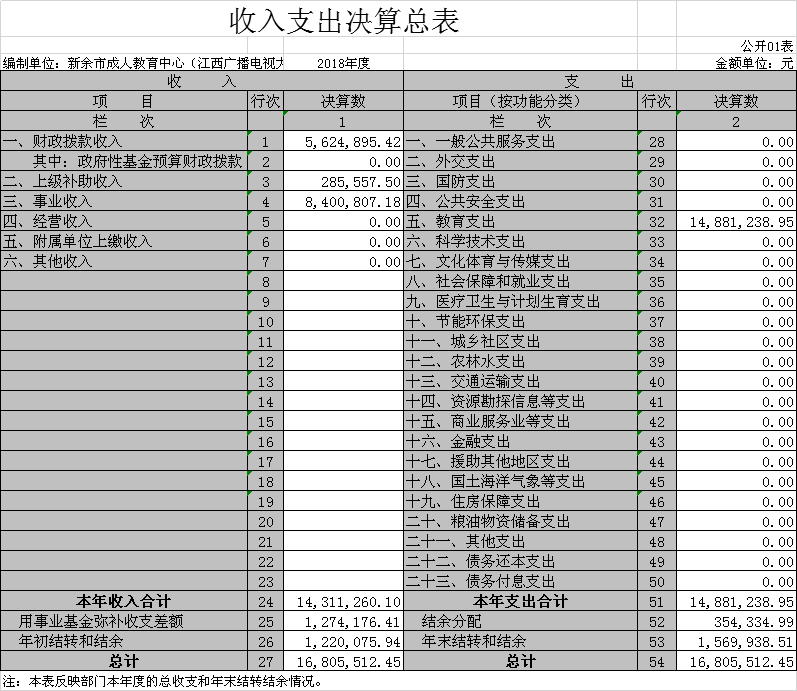 收入支出决算总表
公开01表
编制单位：新余市成人教育中心（江西广播电视大 2018年度 金额单位：元
收 入 支 出
项 目 行次 决算数 项目（按功能分类） 行次 决算数
栏 次 1 栏 次 2
一、财政拨款收入 1 5,624,895.42 一、一般公共服务支出 28 0.00
其中：政府性基金预算财政拨款 2 0.00 二、外交支出 29 0.00
二、上级补助收入 3 285,557.50 三、国防支出 30 0.00
三、事业收入 4 8,400,807.18 四、公共安全支出 31 0.00
四、经营收入 5 0.00 五、教育支出 32 14,881,238.95
五、附属单位上缴收入 6 0.00 六、科学技术支出 33 0.00
六、其他收入 7 0.00 七、文化体育与传媒支出 34 0.00
8 八、社会保障和就业支出 35 0.00
9 九、医疗卫生与计划生育支出 36 0.00
10 十、节能环保支出 37 0.00
11 十一、城乡社区支出 38 0.00
12 十二、农林水支出 39 0.00
13 十三、交通运输支出 40 0.00
14 十四、资源勘探信息等支出 41 0.00
15 十五、商业服务业等支出 42 0.00
16 十六、金融支出 43 0.00
17 十七、援助其他地区支出 44 0.00
18 十八、国土海洋气象等支出 45 0.00
19 十九、住房保障支出 46 0.00
20 二十、粮油物资储备支出 47 0.00
21 二十一、其他支出 48 0.00
22 二十二、债务还本支出 49 0.00
23 二十三、债务付息支出 50 0.00
本年收入合计 24 14,311,260.10 本年支出合计 51 14,881,238.95
用事业基金弥补收支差额 25 1,274,176.41 结余分配 52 354,334.99
年初结转和结余 26 1,220,075.94 年末结转和结余 53 1,569,938.51
总计 27 16,805,512.45 总计 54 16,805,512.45
注：本表反映部门本年度的总收支和年末结转结余情况。